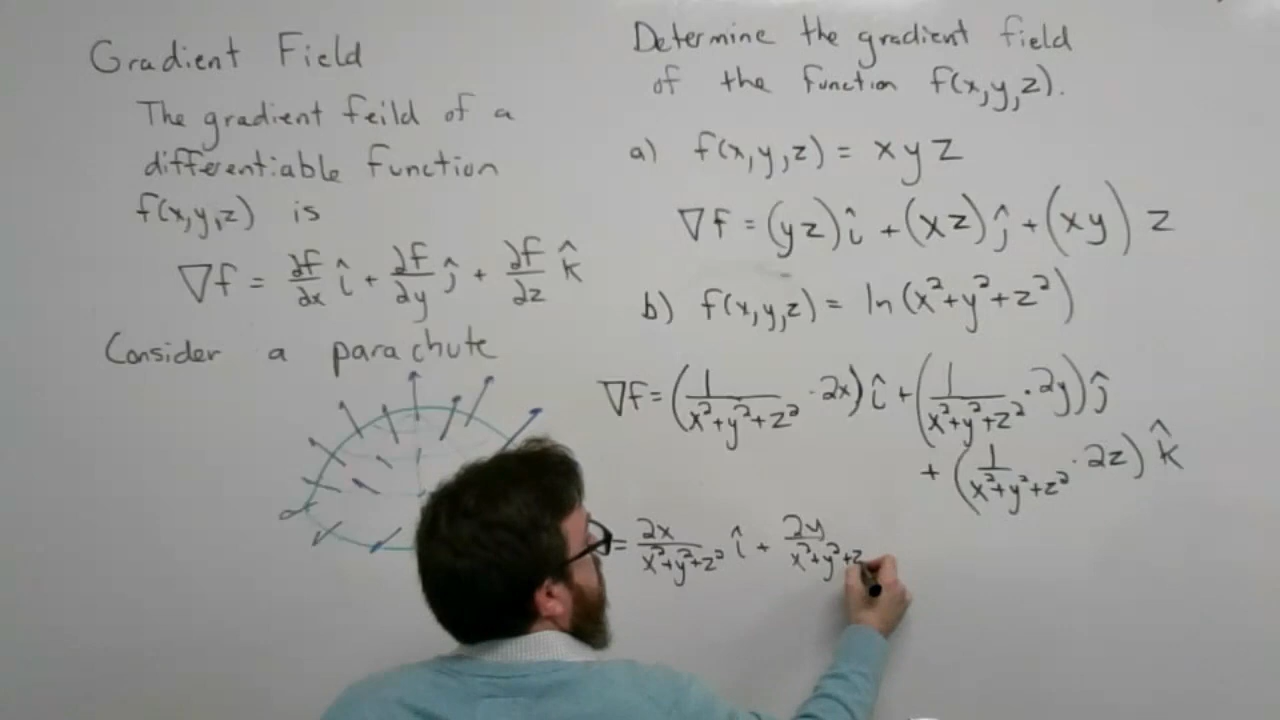 Gradient Field
The gradient feild of a
differentiable function
f(x,y,z) is
∇f = ∂f/∂x î + ∂f/∂y ĵ + ∂f/∂z k̂
Consider a parachute
Determine the gradient field
of the function f(x,y,z).
a) f(x,y,z) = xyz
∇f = (yz)î + (xz)ĵ + (xy) z
b) f(x,y,z) = ln(x²+y²+z²)
∇f = (1/(x²+y²+z²) · 2x) î + (1/(x²+y²+z²) · 2y) ĵ
+ (1/(x²+y²+z²) · 2z) k̂
= 2x/(x²+y²+z²) î + 2y/(x²+y²+z